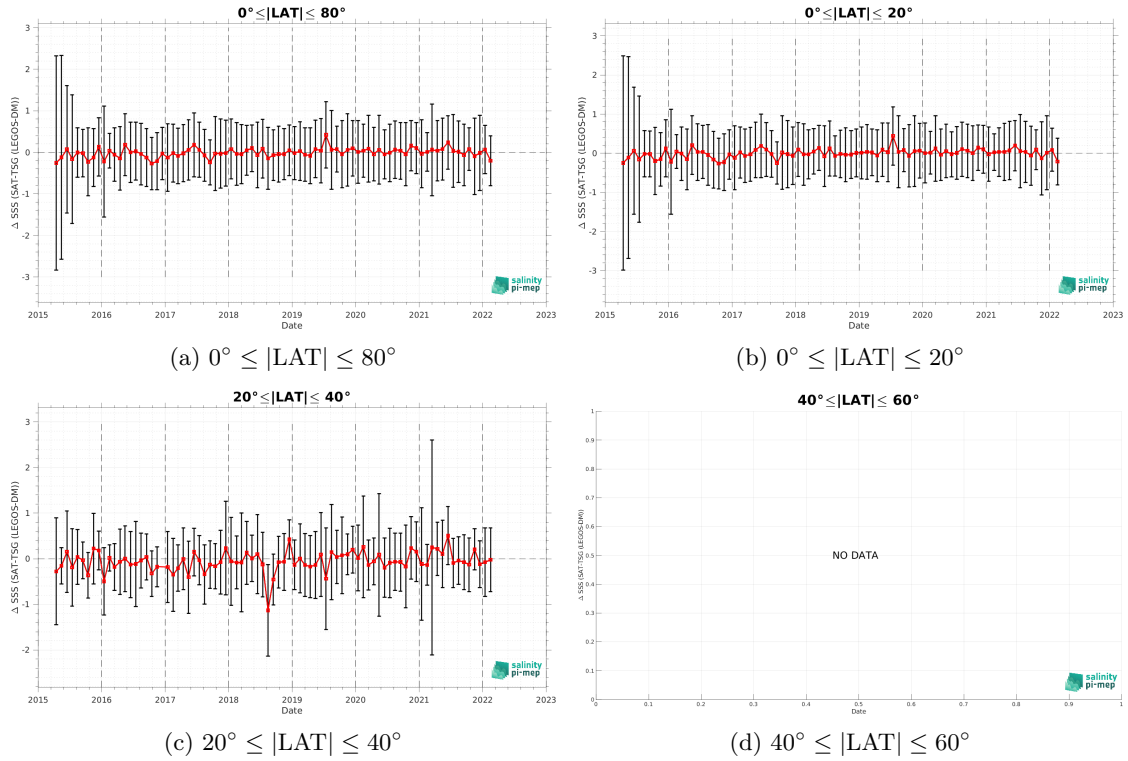 0°≤|LAT|≤ 80°
Δ SSS (SAT-TSG (LEGOS-DM))
3
2
1
0
-1
-2
-3
2015 2016 2017 2018 2019 2020 2021 2022 2023
Date
salinity
pi-mep
(a) 0° ≤ |LAT| ≤ 80°
0°≤|LAT|≤ 20°
Δ SSS (SAT-TSG (LEGOS-DM))
3
2
1
0
-1
-2
-3
2015 2016 2017 2018 2019 2020 2021 2022 2023
Date
salinity
pi-mep
(b) 0° ≤ |LAT| ≤ 20°
20°≤|LAT|≤ 40°
Δ SSS (SAT-TSG (LEGOS-DM))
3
2
1
0
-1
-2
2015 2016 2017 2018 2019 2020 2021 2022 2023
Date
salinity
pi-mep
(c) 20° ≤ |LAT| ≤ 40°
40°≤|LAT|≤ 60°
Δ SSS (SAT-TSG (LEGOS-DM))
1
0.9
0.8
0.7
0.6
0.5
0.4
0.3
0.2
0.1
0
NO DATA
0 0.1 0.2 0.3 0.4 0.5 0.6 0.7 0.8 0.9 1
Date
salinity
pi-mep
(d) 40° ≤ |LAT| ≤ 60°